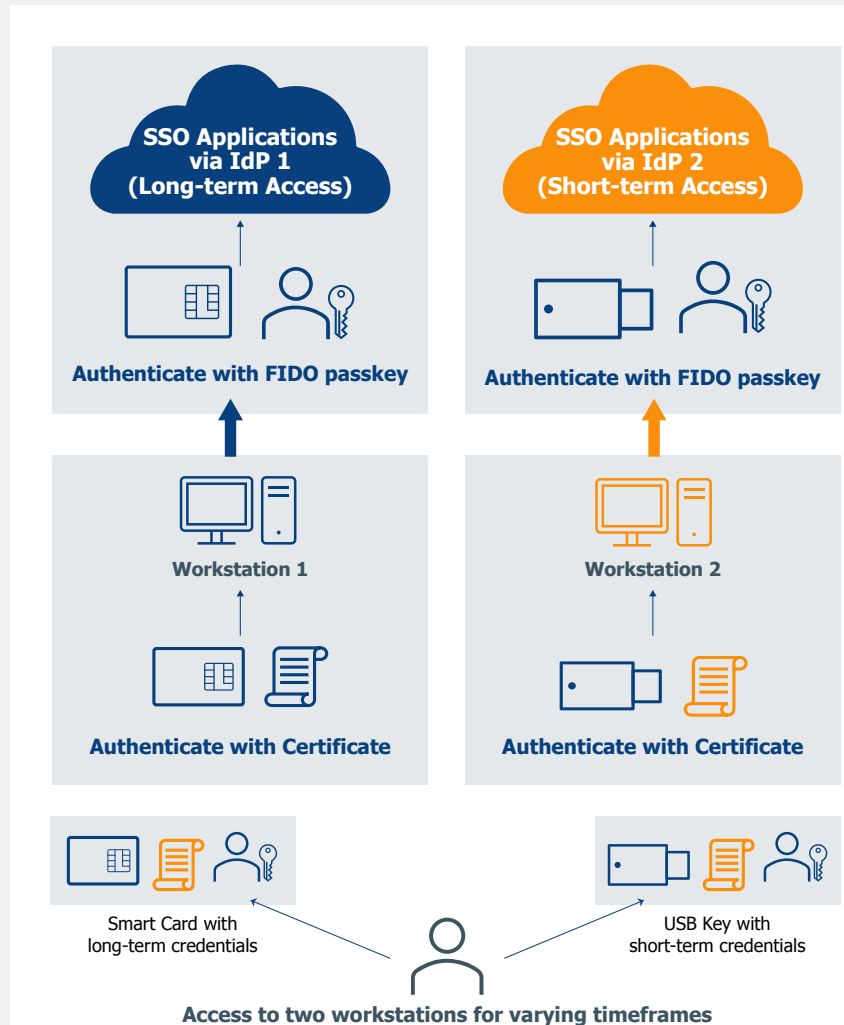 SSO Applications
via IdP 1
(Long-term Access)
Authenticate with FIDO passkey
Workstation 1
Authenticate with Certificate
SSO Applications
via IdP 2
(Short-term Access)
Authenticate with FIDO passkey
Workstation 2
Authenticate with Certificate
Smart Card with
long-term credentials
USB Key with
short-term credentials
Access to two workstations for varying timeframes